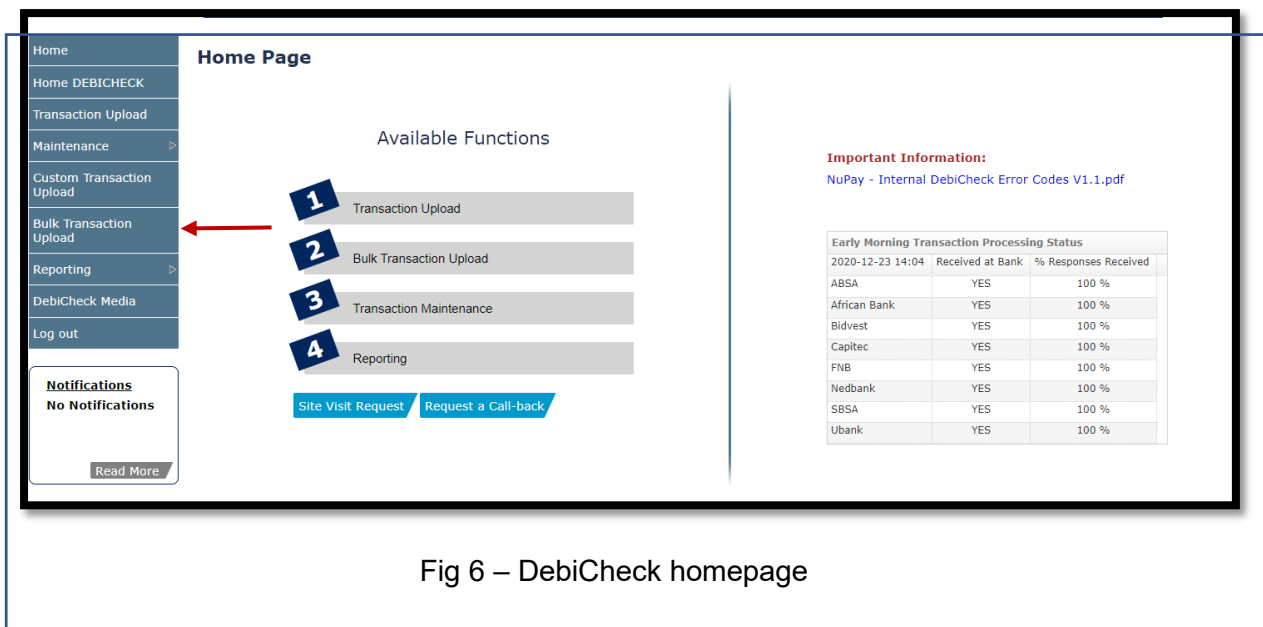 Home
Home DEBICHECK
Transaction Upload
Maintenance
Custom Transaction
Upload
Bulk Transaction
Upload
Reporting
DebiCheck Media
Log out
Notifications
No Notifications
Read More
Home Page
Available Functions
1 Transaction Upload
2 Bulk Transaction Upload
3 Transaction Maintenance
4 Reporting
Site Visit Request Request a Call-back
Important Information:
NuPay - Internal DebiCheck Error Codes V1.1.pdf
Early Morning Transaction Processing Status
2020-12-23 14:04 Received at Bank % Responses Received
ABSA YES 100 %
African Bank YES 100 %
Bidvest YES 100 %
Capitec YES 100 %
FNB YES 100 %
Nedbank YES 100 %
SBSA YES 100 %
Ubank YES 100 %
Fig 6 – DebiCheck homepage